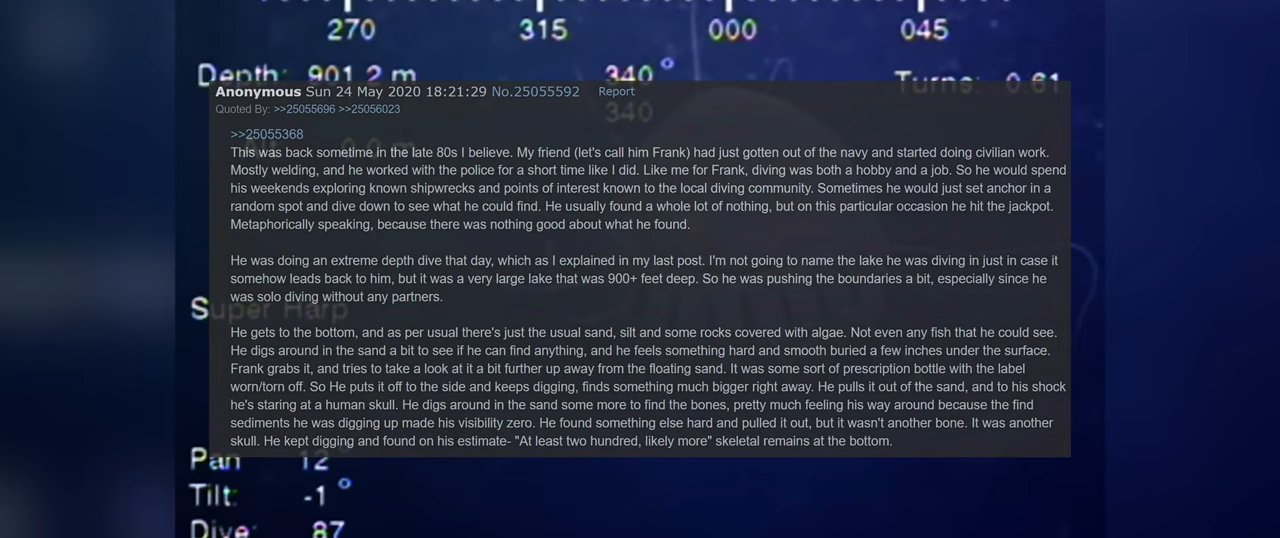 270 315 000 045
Depth: 901.2 m 340° Turns: 0.61
Anonymous Sun 24 May 2020 18:21:29 No.25055592 Report
340
Quoted By: >>25055696 >>25056023
>>25055368
This was back sometime in the late 80s I believe. My friend (let's call him Frank) had just gotten out of the navy and started doing civilian work.
Mostly welding, and he worked with the police for a short time like I did. Like me for Frank, diving was both a hobby and a job. So he would spend
his weekends exploring known shipwrecks and points of interest known to the local diving community. Sometimes he would just set anchor in a
random spot and dive down to see what he could find. He usually found a whole lot of nothing, but on this particular occasion he hit the jackpot.
Metaphorically speaking, because there was nothing good about what he found.
He was doing an extreme depth dive that day, which as I explained in my last post. I'm not going to name the lake he was diving in just in case it
somehow leads back to him, but it was a very large lake that was 900+ feet deep. So he was pushing the boundaries a bit, especially since he
was solo diving without any partners.
Super Harp
He gets to the bottom, and as per usual there's just the usual sand, silt and some rocks covered with algae. Not even any fish that he could see.
He digs around in the sand a bit to see if he can find anything, and he feels something hard and smooth buried a few inches under the surface.
Frank grabs it, and tries to take a look at it a bit further up away from the floating sand. It was some sort of prescription bottle with the label
worn/torn off. So He puts it off to the side and keeps digging, finds something much bigger right away. He pulls it out of the sand, and to his shock
he's staring at a human skull. He digs around in the sand some more to find the bones, pretty much feeling his way around because the find
sediments he was digging up made his visibility zero. He found something else hard and pulled it out, but it wasn't another bone. It was another
skull. He kept digging and found on his estimate- "At least two hundred, likely more" skeletal remains at the bottom.
Pan 12°
Tilt: -1°
Dive: 87